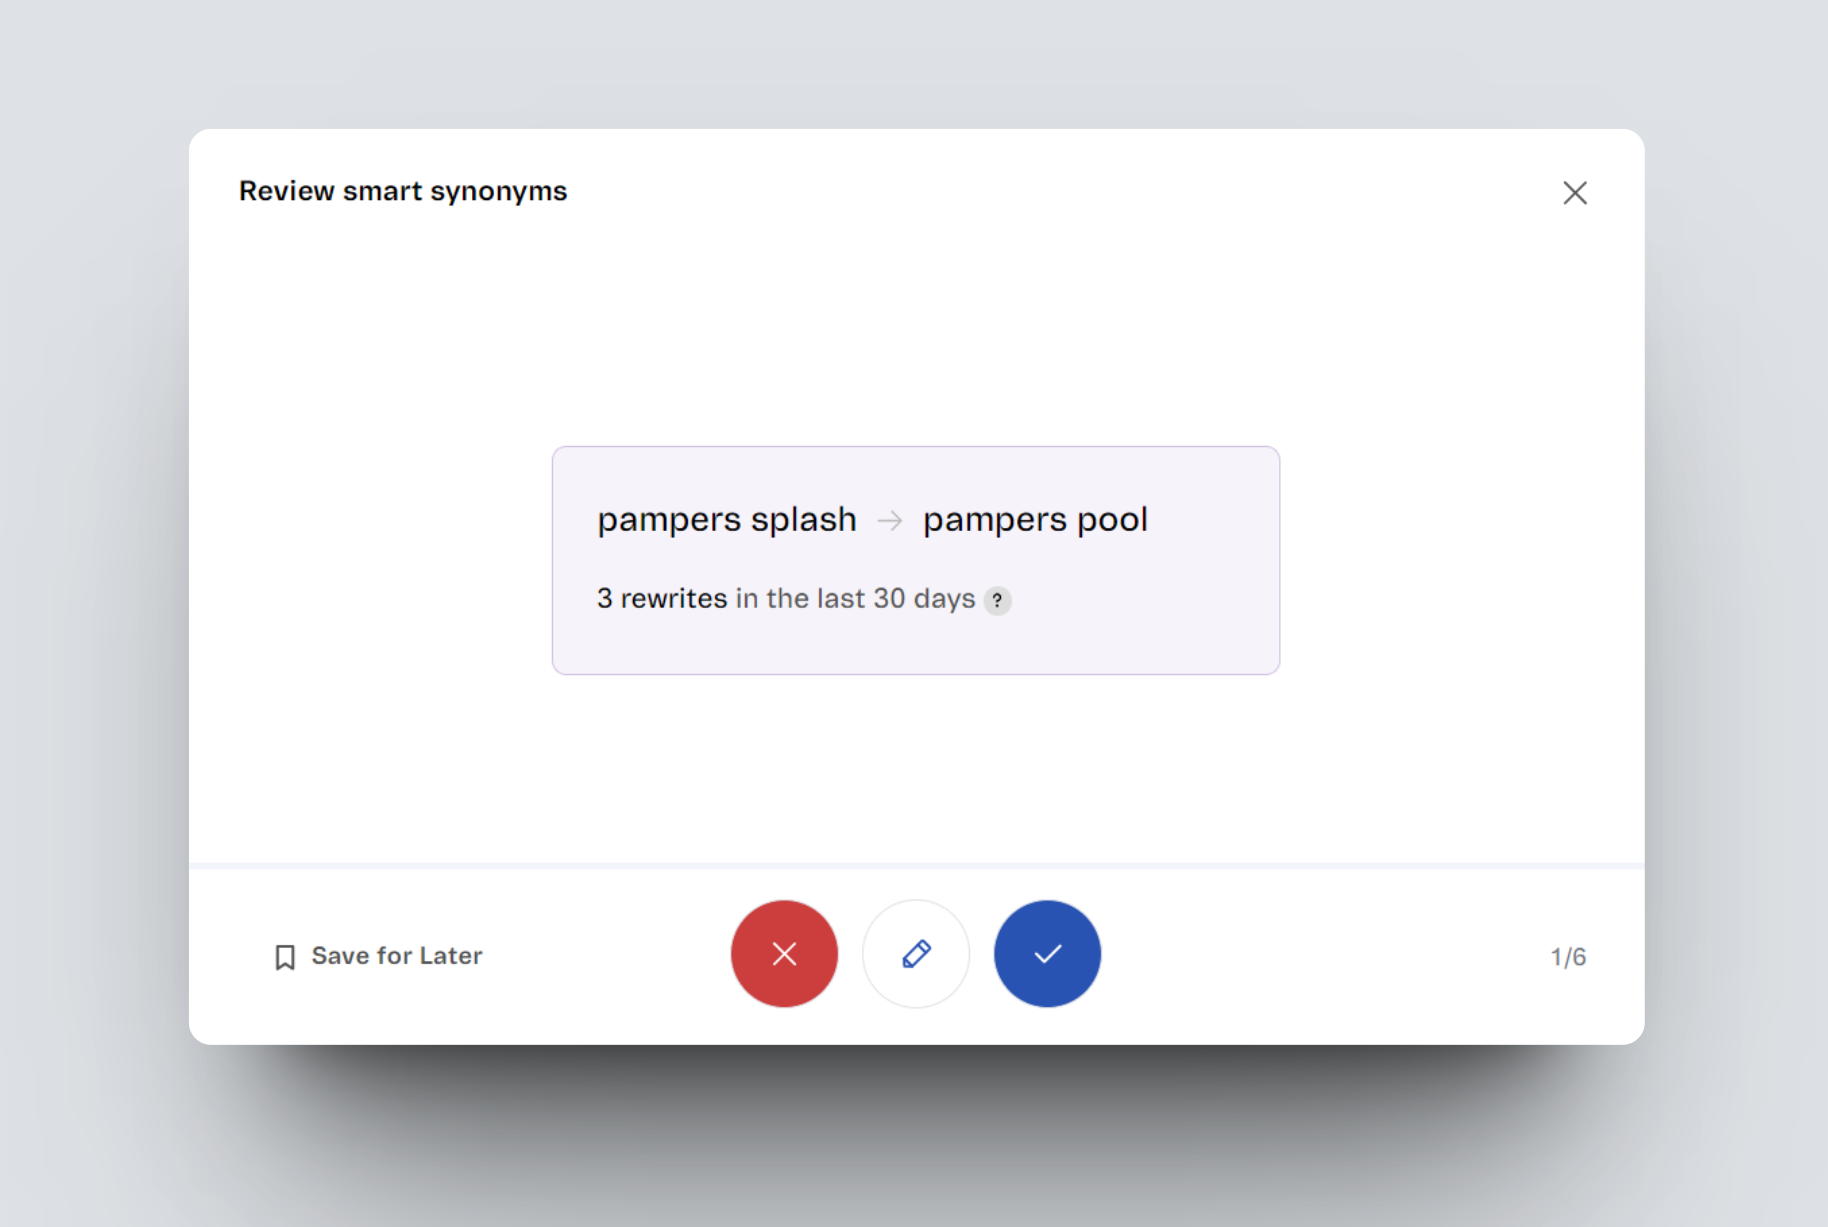 Review smart synonyms
pampers splash → pampers pool
3 rewrites in the last 30 days ?
Save for Later
1/6